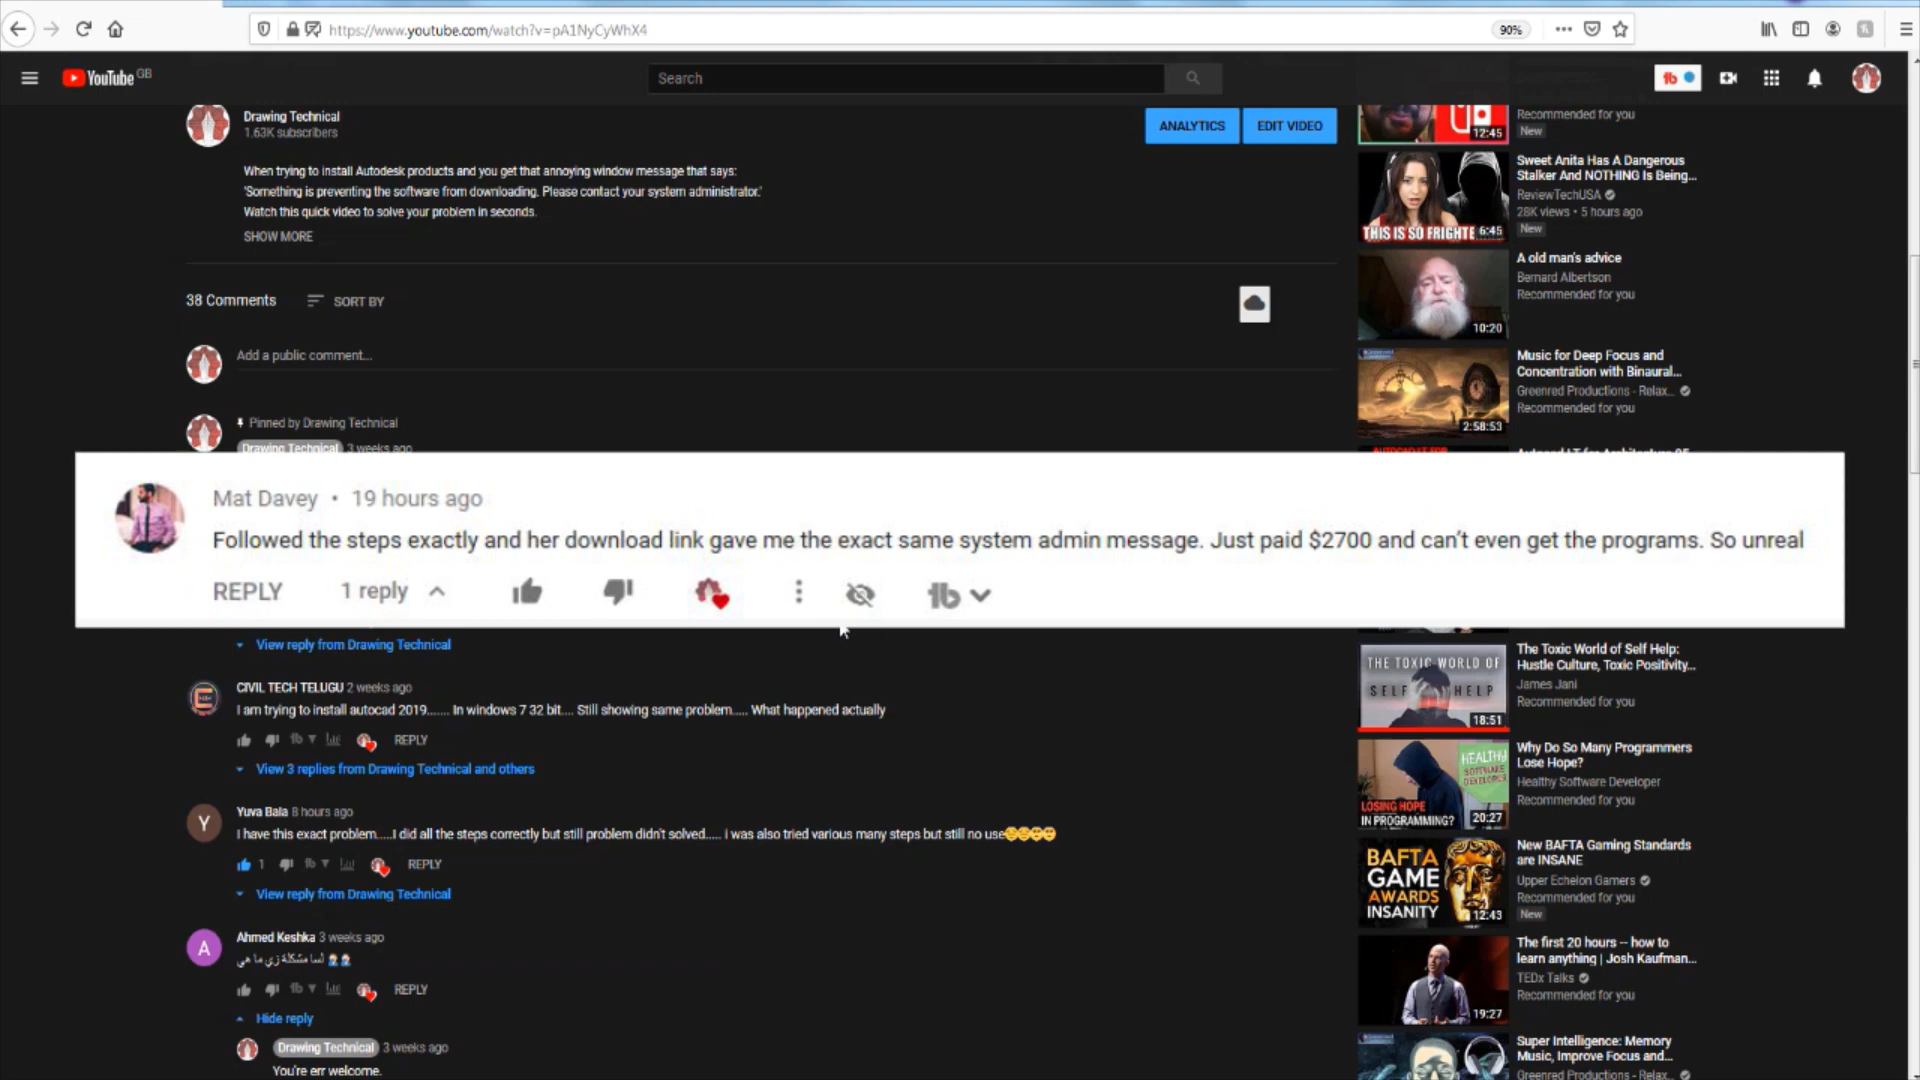 https://www.youtube.com/watch?v=pA1NyCyWhX4
90%
YouTube GB
Search
Drawing Technical
1.63K subscribers
ANALYTICS
EDIT VIDEO
When trying to install Autodesk products and you get that annoying window message that says:
'Something is preventing the software from downloading. Please contact your system administrator.'
Watch this quick video to solve your problem in seconds.
SHOW MORE
38 Comments
SORT BY
Add a public comment...
Pinned by Drawing Technical
Drawing Technical 3 weeks ago
Mat Davey • 19 hours ago
Followed the steps exactly and her download link gave me the exact same system admin message. Just paid $2700 and can't even get the programs. So unreal
REPLY
1 reply
View reply from Drawing Technical
CIVIL TECH TELUGU 2 weeks ago
I am trying to install autocad 2019....... In windows 7 32 bit.... Still showing same problem..... What happened actually
REPLY
View 3 replies from Drawing Technical and others
Y
Yuva Bala 8 hours ago
I have this exact problem.....I did all the steps correctly but still problem didn't solved..... i was also tried various many steps but still no use
1
REPLY
View reply from Drawing Technical
A
Ahmed Keshka 3 weeks ago
لسا مشكلة زي ما هي
REPLY
Hide reply
Drawing Technical 3 weeks ago
You're err welcome.
12:45
Recommended for you
New
THIS IS SO FRIGHTE
6:45
Sweet Anita Has A Dangerous
Stalker And NOTHING Is Being...
ReviewTechUSA
28K views • 5 hours ago
New
10:20
A old man's advice
Bernard Albertson
Recommended for you
2:58:53
Music for Deep Focus and
Concentration with Binaural...
Greenred Productions - Relax...
Recommended for you
THE TOXIC WORLD OF
SELF HELP
18:51
The Toxic World of Self Help:
Hustle Culture, Toxic Positivity...
James Jani
Recommended for you
HEALTHY
SOFTWARE
DEVELOPER
LOSING HOPE
IN PROGRAMMING?
20:27
Why Do So Many Programmers
Lose Hope?
Healthy Software Developer
Recommended for you
BAFTA
GAME
AWARDS
INSANITY
12:43
New BAFTA Gaming Standards
are INSANE
Upper Echelon Gamers
Recommended for you
New
19:27
The first 20 hours -- how to
learn anything | Josh Kaufman...
TEDx Talks
Recommended for you
Super Intelligence: Memory
Music, Improve Focus and...
Greenred Productions - Relax...